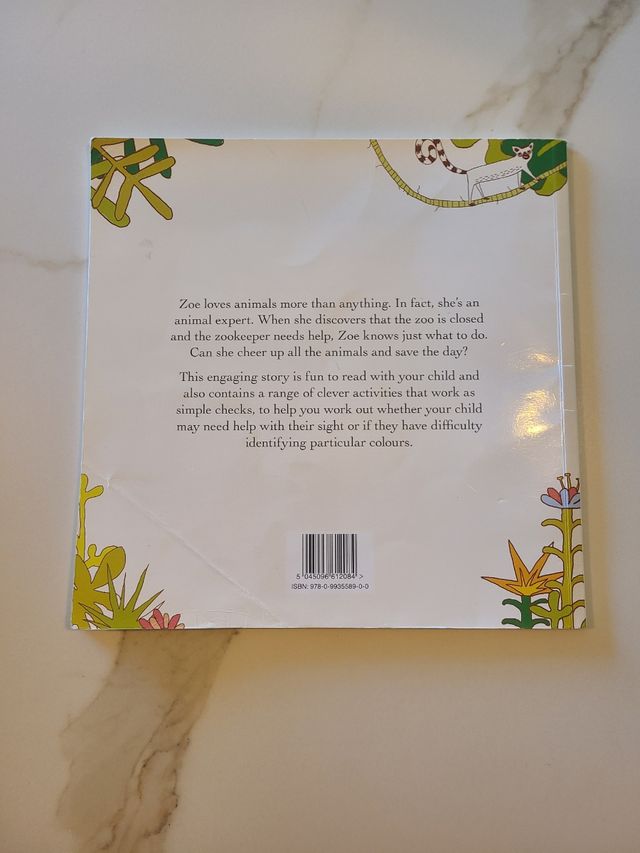 Zoe loves animals more than anything. In fact, she's an
animal expert. When she discovers that the zoo is closed
and the zookeeper needs help, Zoe knows just what to do.
Can she cheer up all the animals and save the day?
This engaging story is fun to read with your child and
also contains a range of clever activities that work as
simple checks, to help you work out whether your child
may need help with their sight or if they have difficulty
identifying particular colours.
5 045096 612084 >
ISBN: 978-0-9935589-0-0